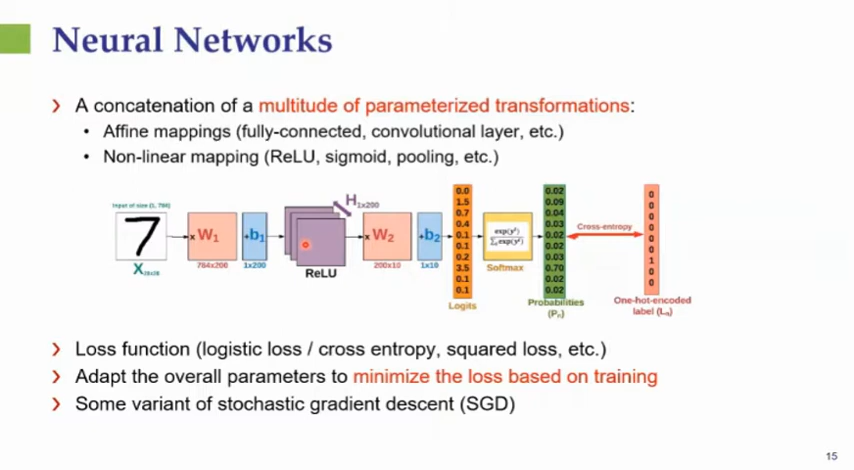 Neural Networks
› A concatenation of a multitude of parameterized transformations:
• Affine mappings (fully-connected, convolutional layer, etc.)
• Non-linear mapping (ReLU, sigmoid, pooling, etc.)
Input of size (1, 784)
7
X28x28
x W1
784x200
+b1
1x200
H1x200
ReLU
x W2
200x10
+b2
1x10
0.0
1.5
0.7
0.4
0.1
0.1
0.2
3.5
0.1
0.1
Logits
Softmax
0.02
0.09
0.04
0.03
0.02
0.02
0.03
0.70
0.02
0.02
Probabilities
Cross-entropy
0
0
0
0
0
0
1
0
0
One-hot-encoded
› Loss function (logistic loss / cross entropy, squared loss, etc.)
› Adapt the overall parameters to minimize the loss based on training
› Some variant of stochastic gradient descent (SGD)
15